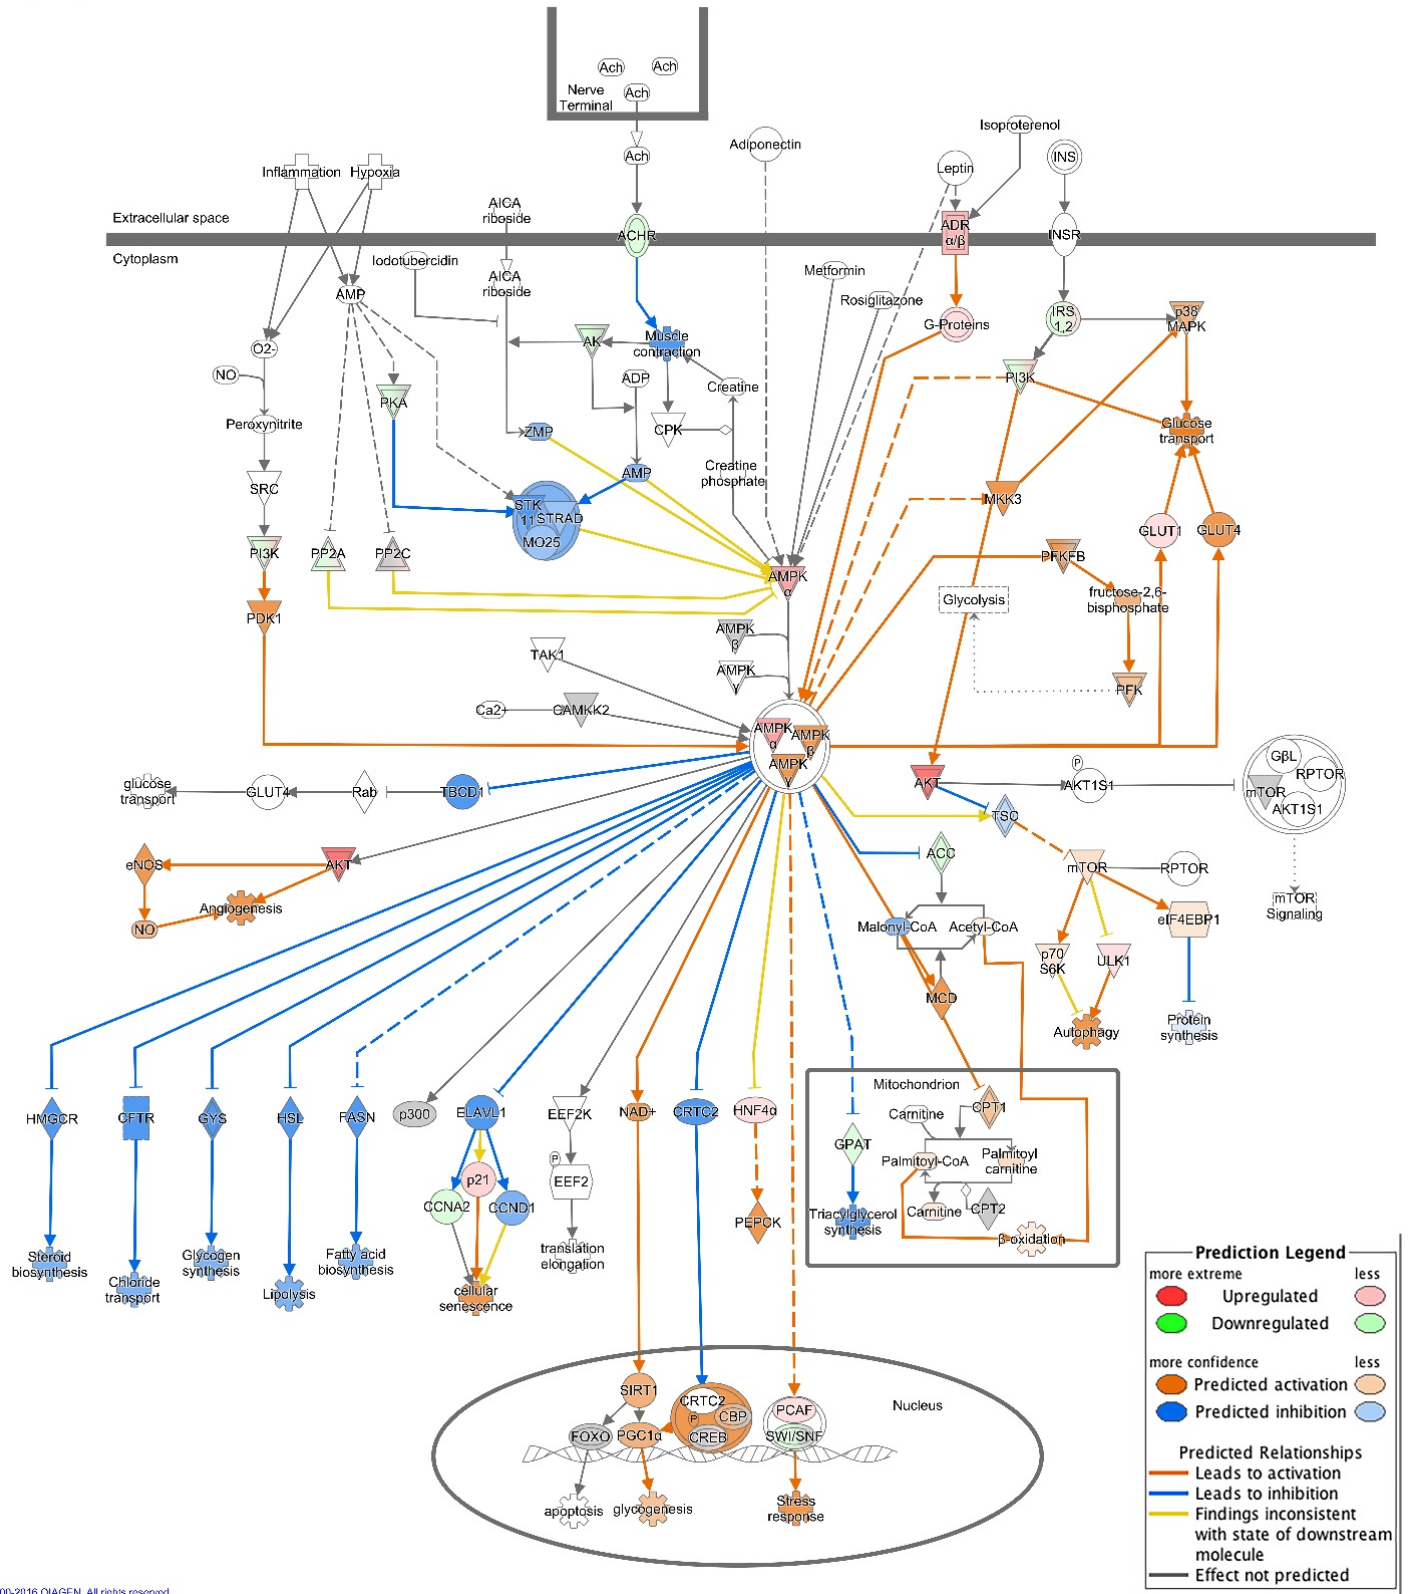 Ach
Ach
Nerve
Terminal
Ach
Ach
Inflammation
Hypoxia
Adiponectin
Isoproterenol
Leptin
INS
AICA
riboside
Extracellular space
ACHR
ADR
α/β
INSR
Cytoplasm
Iodotubercidin
AICA
riboside
Metformin
Rosiglitazone
AMP
O2-
AK
Muscle
contraction
G-Proteins
IRS
1,2
p38
MAPK
NO
PKA
ADP
Creatine
PI3K
Peroxynitrite
ZMP
CPK
Glucose
transport
SRC
AMP
Creatine
phosphate
STK
11
STRAD
MO25
MKK3
GLUT1
GLUT4
PI3K
PP2A
PP2C
AMPK
α
PFKFB
Glycolysis
fructose-2,6-
bisphosphate
PDK1
AMPK
β
TAK1
AMPK
γ
PFK
Ca2+
CAMKK2
AMPK
α
AMPK
β
AMPK
γ
glucose
transport
GLUT4
Rab
TBCD1
AKT
P
AKT1S1
GβL
RPTOR
mTOR
AKT1S1
TSC
eNOS
AKT
ACC
mTOR
RPTOR
Angiogenesis
NO
Malonyl-CoA
Acetyl-CoA
eIF4EBP1
mTOR
Signaling
p70
S6K
ULK1
MCD
Autophagy
Protein
synthesis
HMGCR
CFTR
GYS
HSL
FASN
p300
ELAVL1
EEF2K
NAD+
CRTC2
HNF4α
Mitochondrion
Carnitine
CPT1
GPAT
Palmitoyl-CoA
Palmitoyl
carnitine
P
EEF2
p21
CCNA2
CCND1
PEPCK
Triacylglycerol
synthesis
Carnitine
CPT2
β-oxidation
Steroid
biosynthesis
Chloride
transport
Glycogen
synthesis
Lipolysis
Fatty acid
biosynthesis
cellular
senescence
translation
elongation
SIRT1
CRTC2
P
CBP
CREB
PCAF
SWI/SNF
Nucleus
FOXO
PGC1α
apoptosis
glycogenesis
Stress
response
Prediction Legend
more extreme less
Upregulated
Downregulated
more confidence less
Predicted activation
Predicted inhibition
Predicted Relationships
Leads to activation
Leads to inhibition
Findings inconsistent
with state of downstream
molecule
Effect not predicted
00-2016 QIAGEN. All rights reserved.